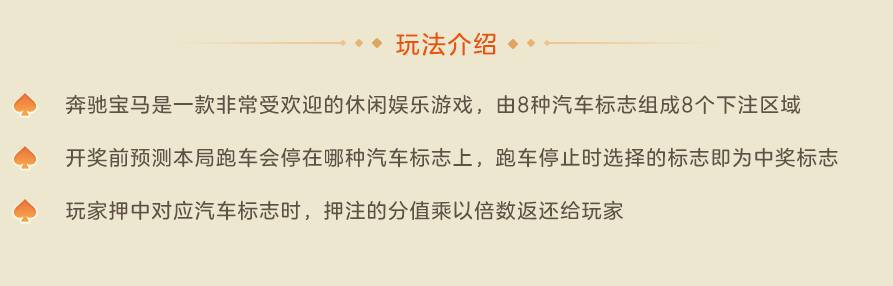 玩法介绍
奔驰宝马是一款非常受欢迎的休闲娱乐游戏，由8种汽车标志组成8个下注区域
开奖前预测本局跑车会停在哪种汽车标志上，跑车停止时选择的标志即为中奖标志
玩家押中对应汽车标志时，押注的分值乘以倍数返还给玩家